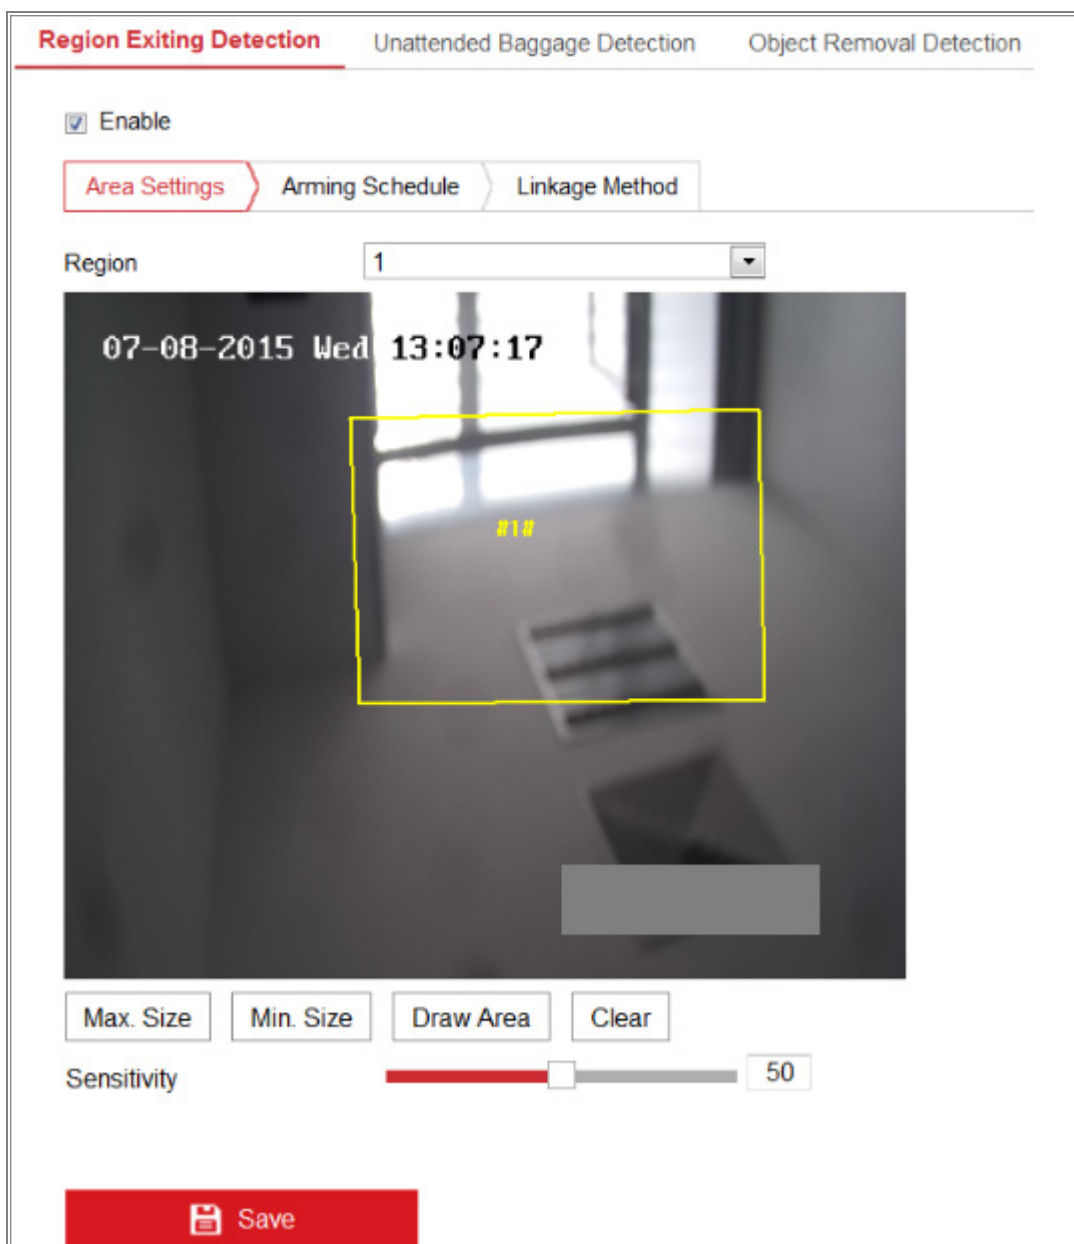 Region Exiting Detection Unattended Baggage Detection Object Removal Detection
Enable
Area Settings Arming Schedule Linkage Method
Region 1
07-08-2015 Wed 13:07:17
#1#
Max. Size Min. Size Draw Area Clear
Sensitivity 50
Save